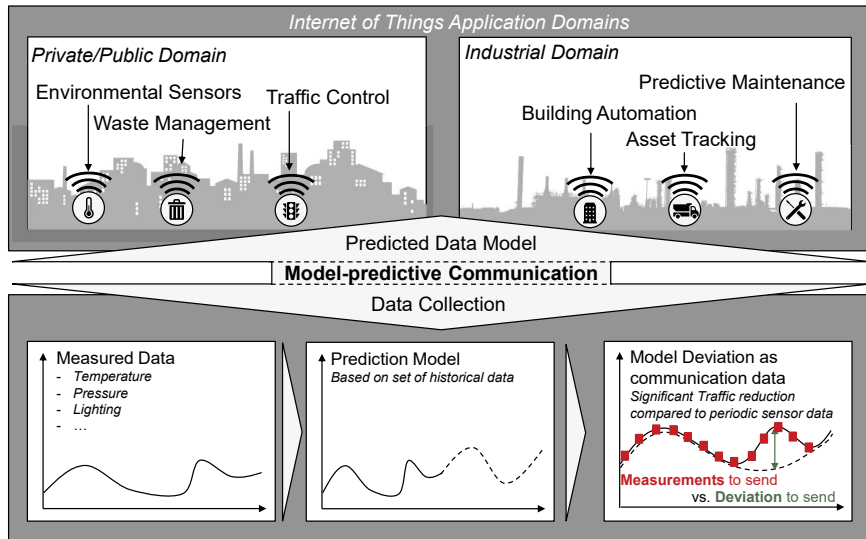 Internet of Things Application Domains
Private/Public Domain
Environmental Sensors
Waste Management
Traffic Control
Industrial Domain
Predictive Maintenance
Building Automation
Asset Tracking
Predicted Data Model
Model-predictive Communication
Data Collection
Measured Data
- Temperature
- Pressure
- Lighting
- ...
Prediction Model
Based on set of historical data
Model Deviation as
communication data
Significant Traffic reduction
compared to periodic sensor data
Measurements to send
vs. Deviation to send